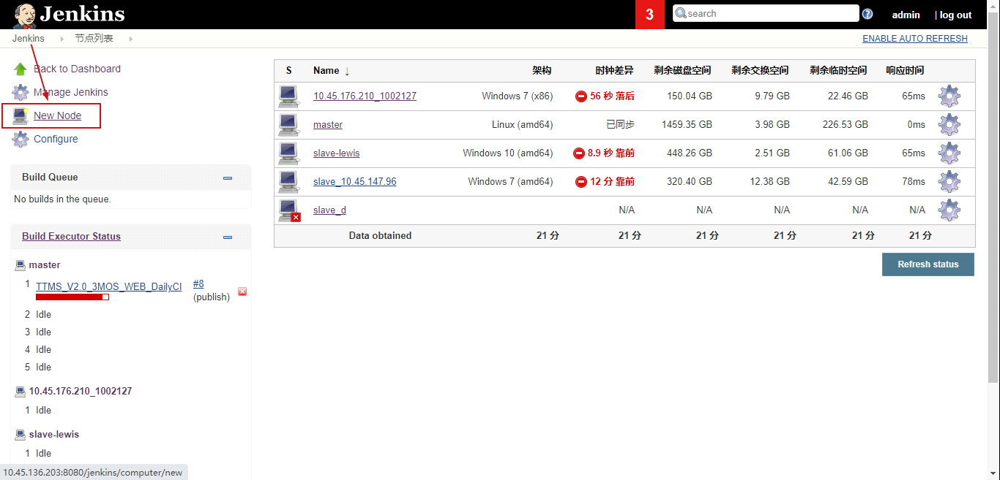 Jenkins
3
search
admin | log out
Jenkins 节点列表
ENABLE AUTO REFRESH
Back to Dashboard
Manage Jenkins
New Node
Configure
Build Queue
No builds in the queue.
Build Executor Status
master
1 TTMS_V2.0_3MOS_WEB_DailyCI #8
(publish)
2 Idle
3 Idle
4 Idle
5 Idle
10.45.176.210_1002127
1 Idle
slave-lewis
1 Idle
S Name ↓ 架构 时钟差异 剩余磁盘空间 剩余交换空间 剩余临时空间 响应时间
10.45.176.210_1002127 Windows 7 (x86) 56 秒 落后 150.04 GB 9.79 GB 22.46 GB 65ms
master Linux (amd64) 已同步 1459.35 GB 3.98 GB 226.53 GB 0ms
slave-lewis Windows 10 (amd64) 8.9 秒 靠前 448.26 GB 2.51 GB 61.06 GB 65ms
slave_10.45.147.96 Windows 7 (amd64) 12 分 靠前 320.40 GB 12.38 GB 42.59 GB 78ms
slave_d N/A N/A N/A N/A N/A
Data obtained 21 分 21 分 21 分 21 分 21 分 21 分
Refresh status
10.45.136.203:8080/jenkins/computer/new